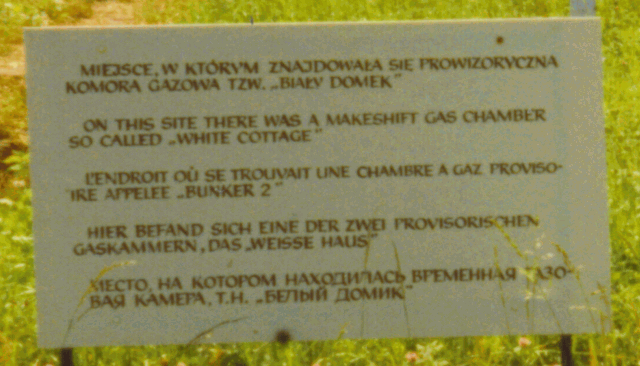 MIEJSCE, W KTÓRYM ZNAJDOWAŁA SIĘ PROWIZORYCZNA
KOMORA GAZOWA TZW. „BIAŁY DOMEK”
ON THIS SITE THERE WAS A MAKESHIFT GAS CHAMBER
SO CALLED „WHITE COTTAGE”
L'ENDROIT OÙ SE TROUVAIT UNE CHAMBRE A GAZ PROVISO-
IRE APPELEE „BUNKER 2”
HIER BEFAND SICH EINE DER ZWEI PROVISORISCHEN
GASKAMMERN, DAS „WEISSE HAUS”
МЕСТО, НА КОТОРОМ НАХОДИЛАСЬ ВРЕМЕННАЯ ГАЗО-
ВАЯ КАМЕРА, Т.Н. „БЕЛЫЙ ДОМИК”